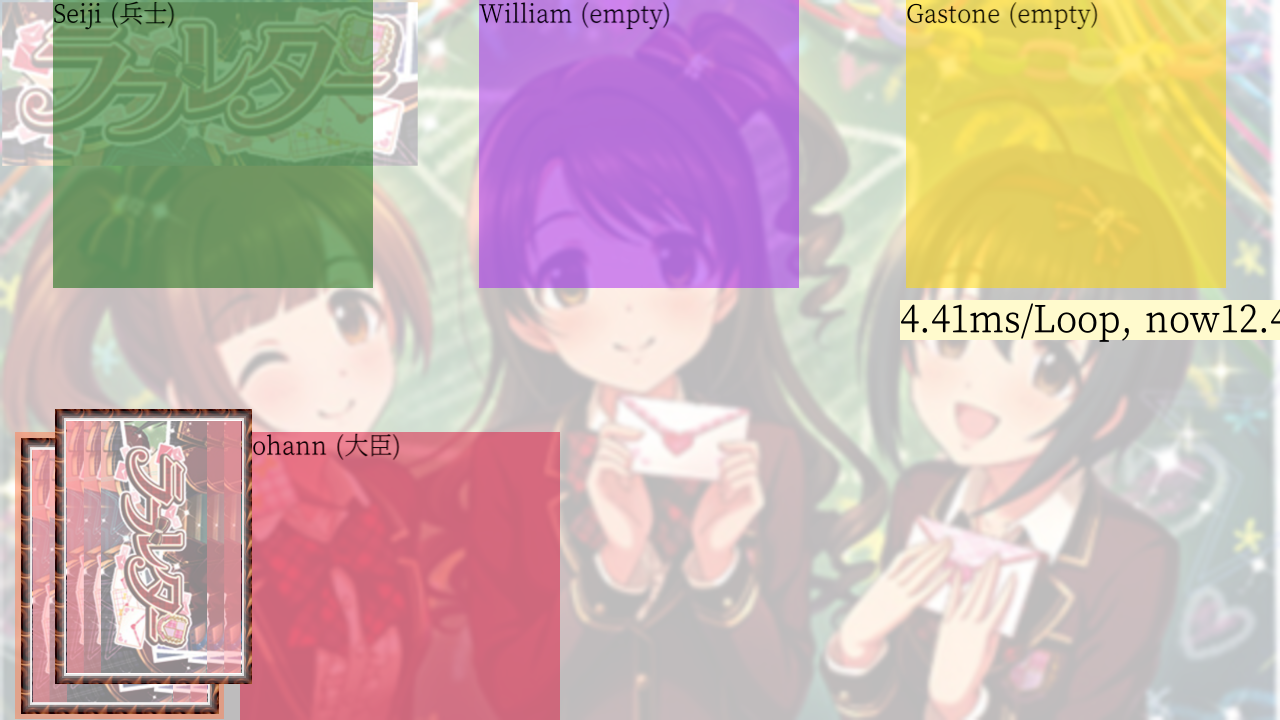 Seiji (兵士)
William (empty)
Gastone (empty)
ラブレター
4.41ms/Loop, now12.4
ohann (大臣)
ラブレター